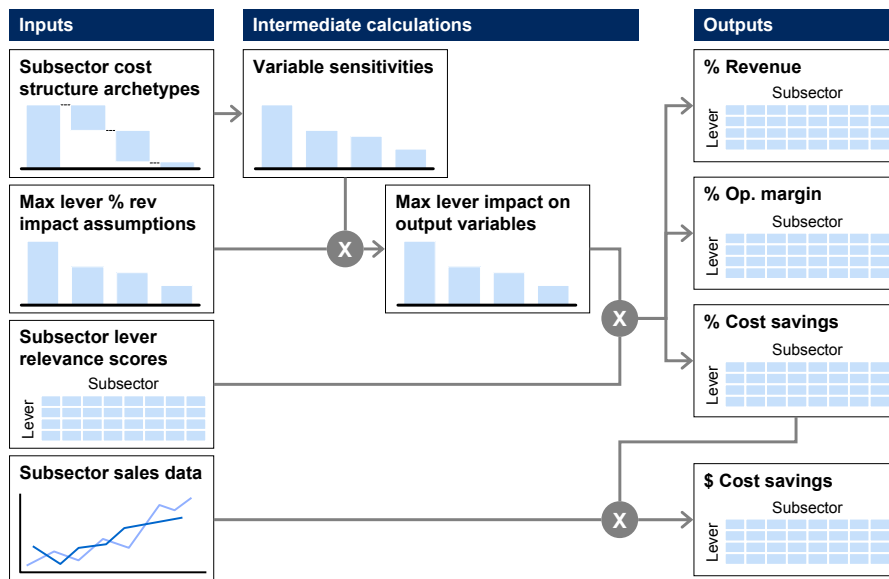 Inputs
Intermediate calculations
Outputs
Subsector cost
structure archetypes
Variable sensitivities
% Revenue
Subsector
Lever
Max lever % rev
impact assumptions
Max lever impact on
output variables
X
% Op. margin
Subsector
Lever
Subsector lever
relevance scores
Subsector
Lever
X
% Cost savings
Subsector
Lever
Subsector sales data
X
$ Cost savings
Subsector
Lever